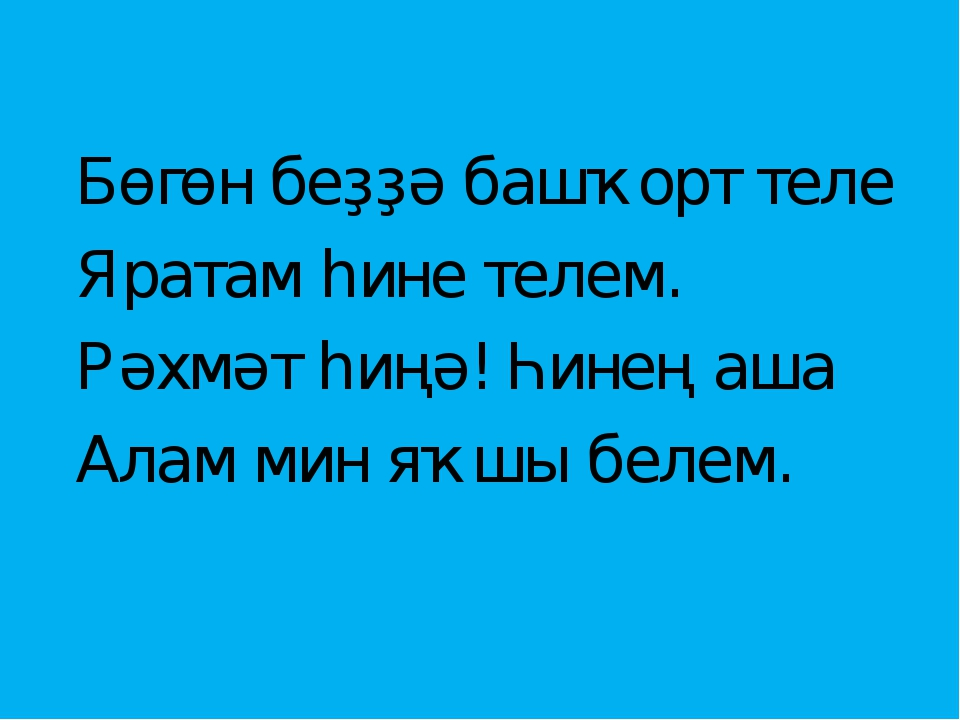 Бөгөн беҙҙә башҡорт теле
Яратам һине телем.
Рәхмәт һиңә! Һинең аша
Алам мин яҡшы белем.